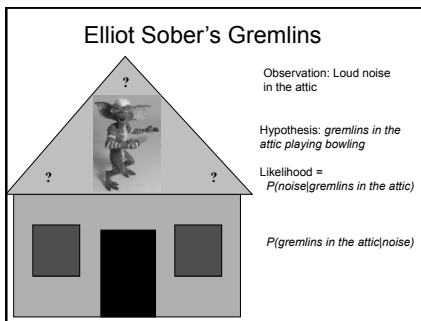 Elliot Sober’s Gremlins
?
?
?
Observation: Loud noise
in the attic
Hypothesis: gremlins in the
attic playing bowling
Likelihood =
P(noise|gremlins in the attic)
P(gremlins in the attic|noise)